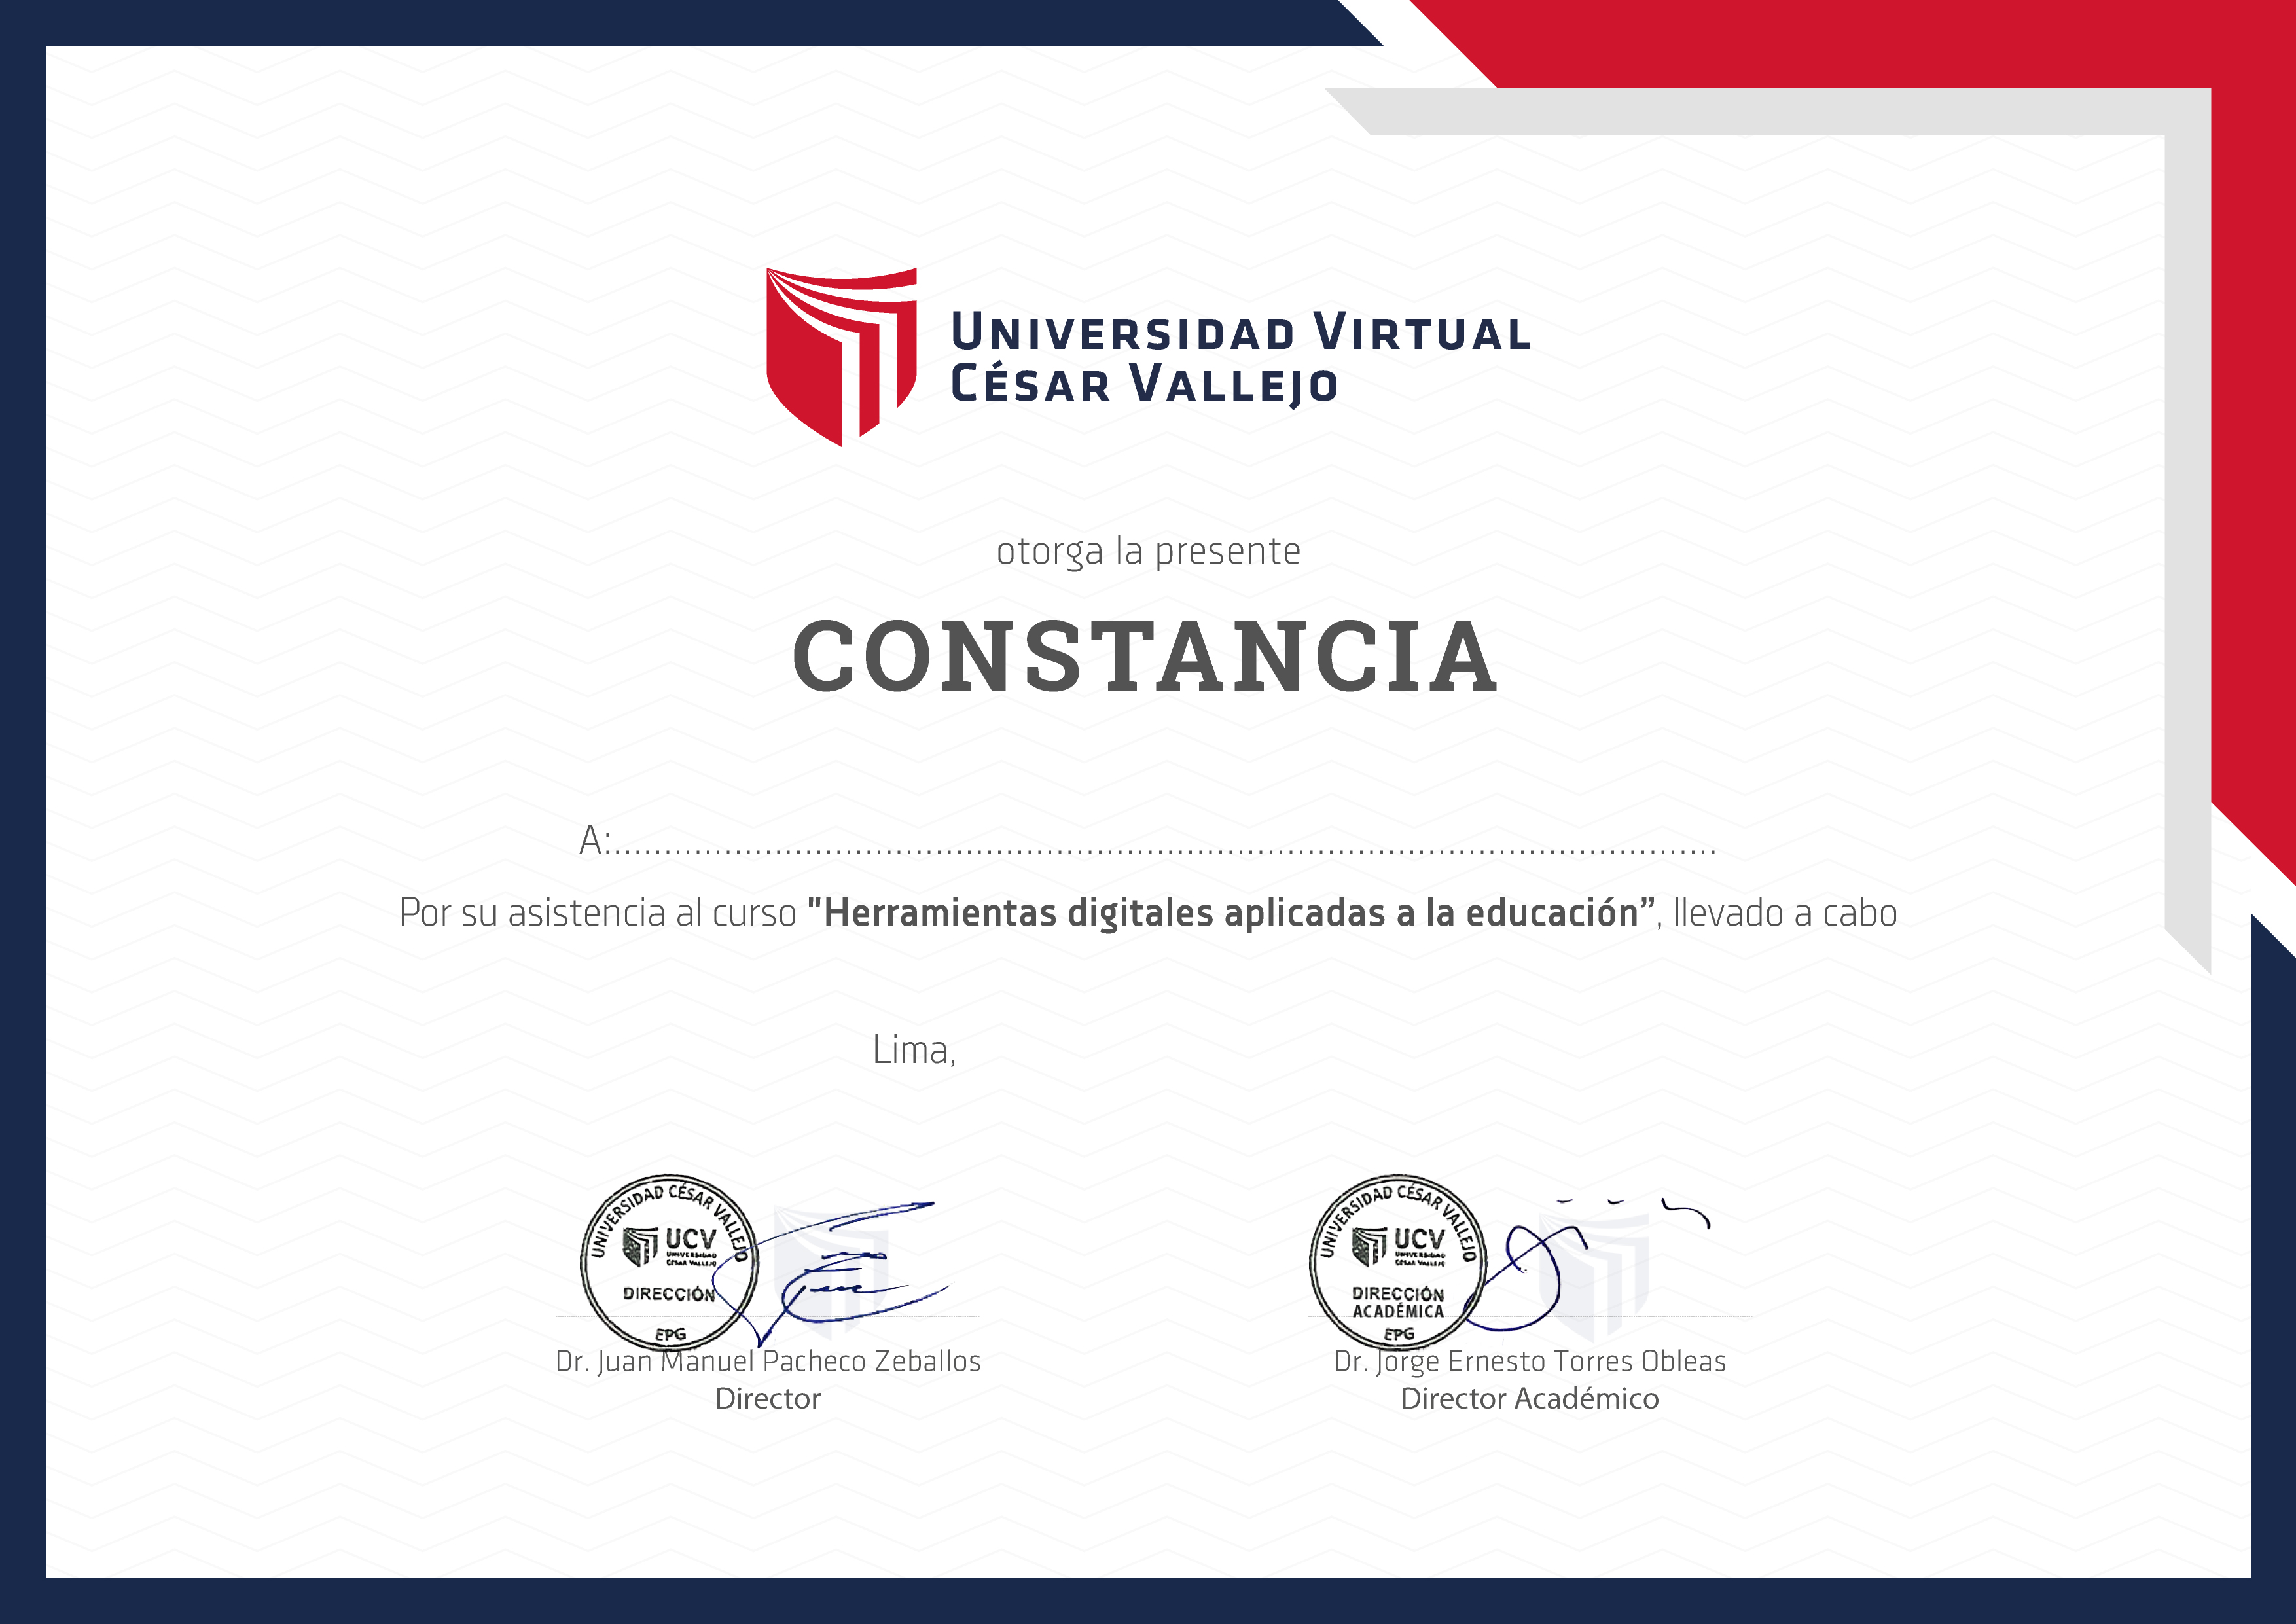 UNIVERSIDAD VIRTUAL
CÉSAR VALLEJO
otorga la presente
CONSTANCIA
A:..............................................................................................................
Por su asistencia al curso "Herramientas digitales aplicadas a la educación”, llevado a cabo
Lima,
UNIVERSIDAD CÉSAR VALLEJO
UCV
UNIVERSIDAD
CÉSAR VALLEJO
DIRECCIÓN
EPG
Dr. Juan Manuel Pacheco Zeballos
Director
UNIVERSIDAD CÉSAR VALLEJO
UCV
UNIVERSIDAD
CÉSAR VALLEJO
DIRECCIÓN
ACADÉMICA
EPG
Dr. Jorge Ernesto Torres Obleas
Director Académico